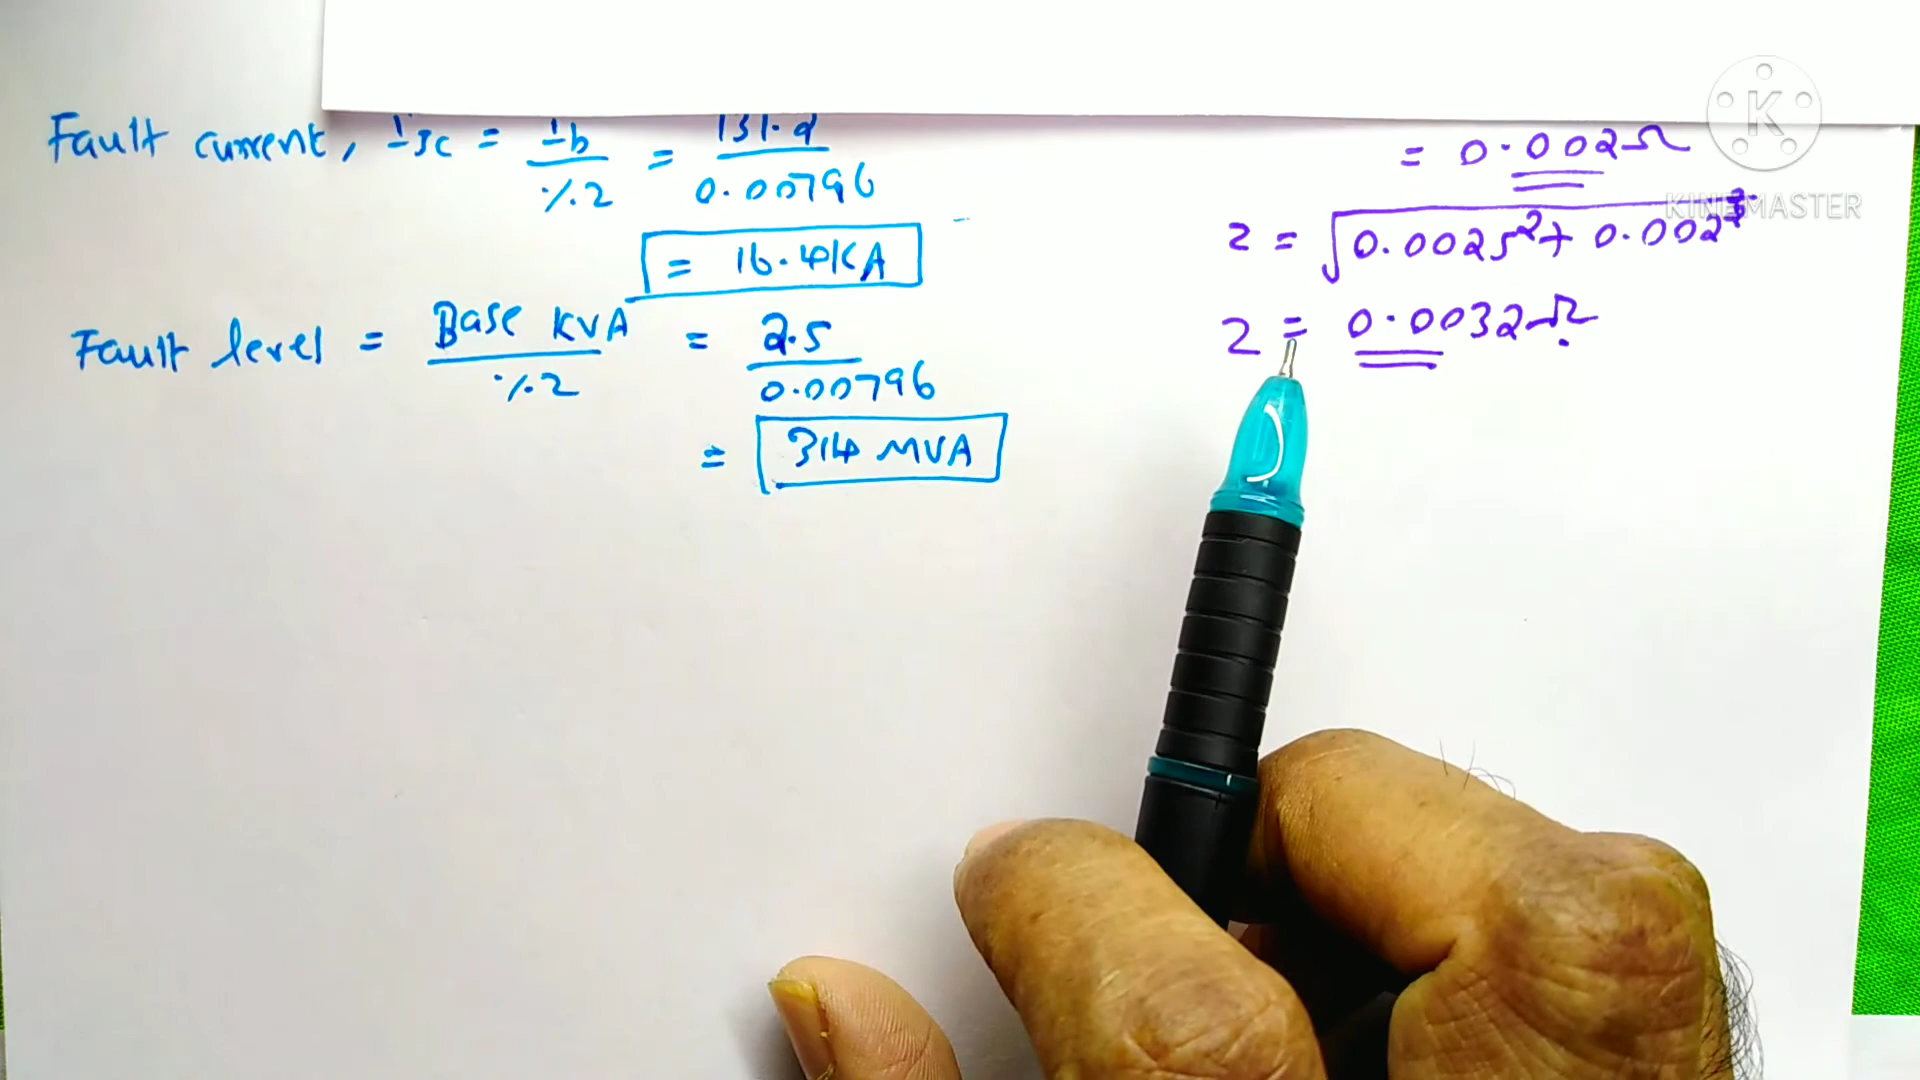 Fault current, Isc = Ib / %Z = 131.2 / 0.00796
= 16.4KA
Fault level = Base KVA / %Z = 2.5 / 0.00796
= 314 MVA
= 0.002Ω
Z = √0.0025² + 0.002²
Z = 0.0032Ω
K
KINEMASTER